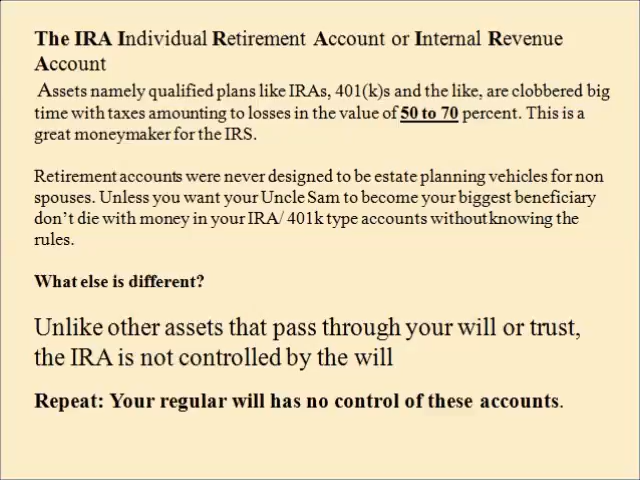 The IRA Individual Retirement Account or Internal Revenue
Account
Assets namely qualified plans like IRAs, 401(k)s and the like, are clobbered big
time with taxes amounting to losses in the value of 50 to 70 percent. This is a
great moneymaker for the IRS.
Retirement accounts were never designed to be estate planning vehicles for non
spouses. Unless you want your Uncle Sam to become your biggest beneficiary
don't die with money in your IRA/ 401k type accounts without knowing the
rules.
What else is different?
Unlike other assets that pass through your will or trust,
the IRA is not controlled by the will
Repeat: Your regular will has no control of these accounts.